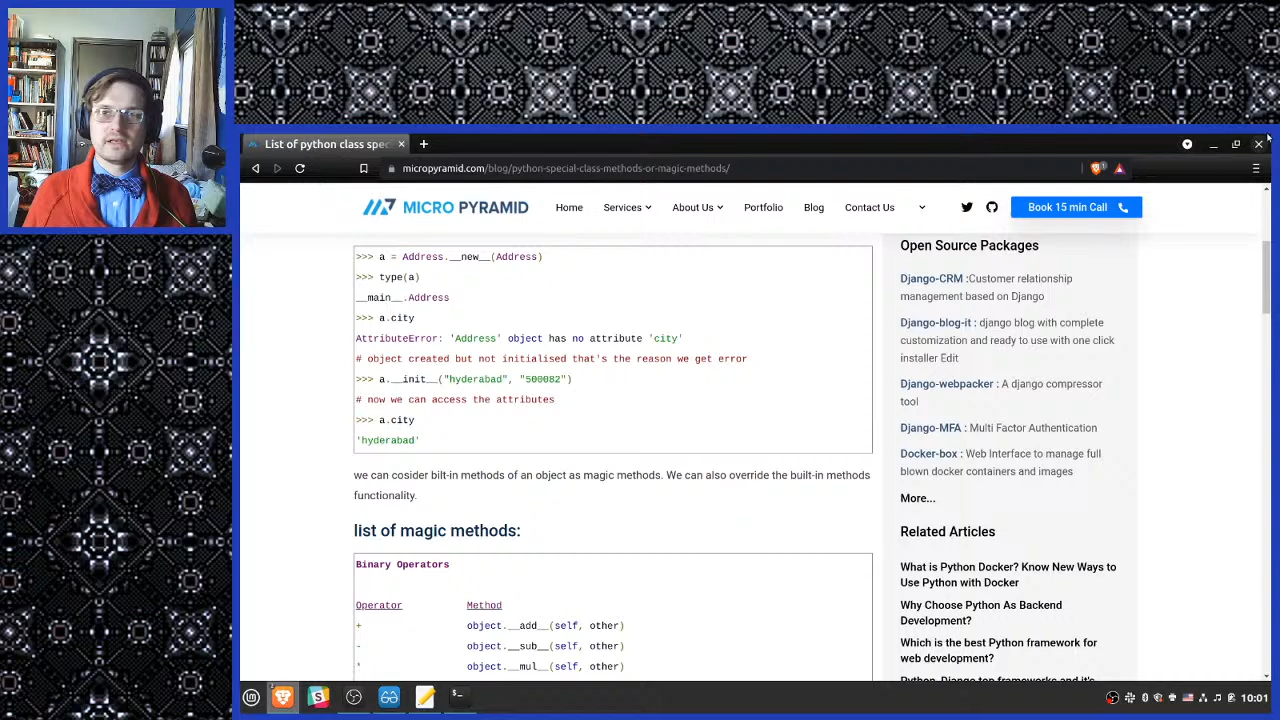 List of python class spec
micropyramid.com/blog/python-special-class-methods-or-magic-methods/
MICRO PYRAMID
Home
Services
About Us
Portfolio
Blog
Contact Us
Book 15 min Call
>>> a = Address.__new__(Address)
>>> type(a)
__main__.Address
>>> a.city
AttributeError: 'Address' object has no attribute 'city'
# object created but not initialised that's the reason we get error
>>> a.__init__("hyderabad", "500082")
# now we can access the attributes
>>> a.city
'hyderabad'
we can cosider bilt-in methods of an object as magic methods. We can also override the built-in methods
functionality.
list of magic methods:
Binary Operators
Operator Method
+ object.__add__(self, other)
- object.__sub__(self, other)
* object.__mul__(self, other)
Open Source Packages
Django-CRM :Customer relationship
management based on Django
Django-blog-it : django blog with complete
customization and ready to use with one click
installer Edit
Django-webpacker : A django compressor
tool
Django-MFA : Multi Factor Authentication
Docker-box : Web Interface to manage full
blown docker containers and images
More...
Related Articles
What is Python Docker? Know New Ways to
Use Python with Docker
Why Choose Python As Backend
Development?
Which is the best Python framework for
web development?
Python, Django top frameworks and it's
10:01